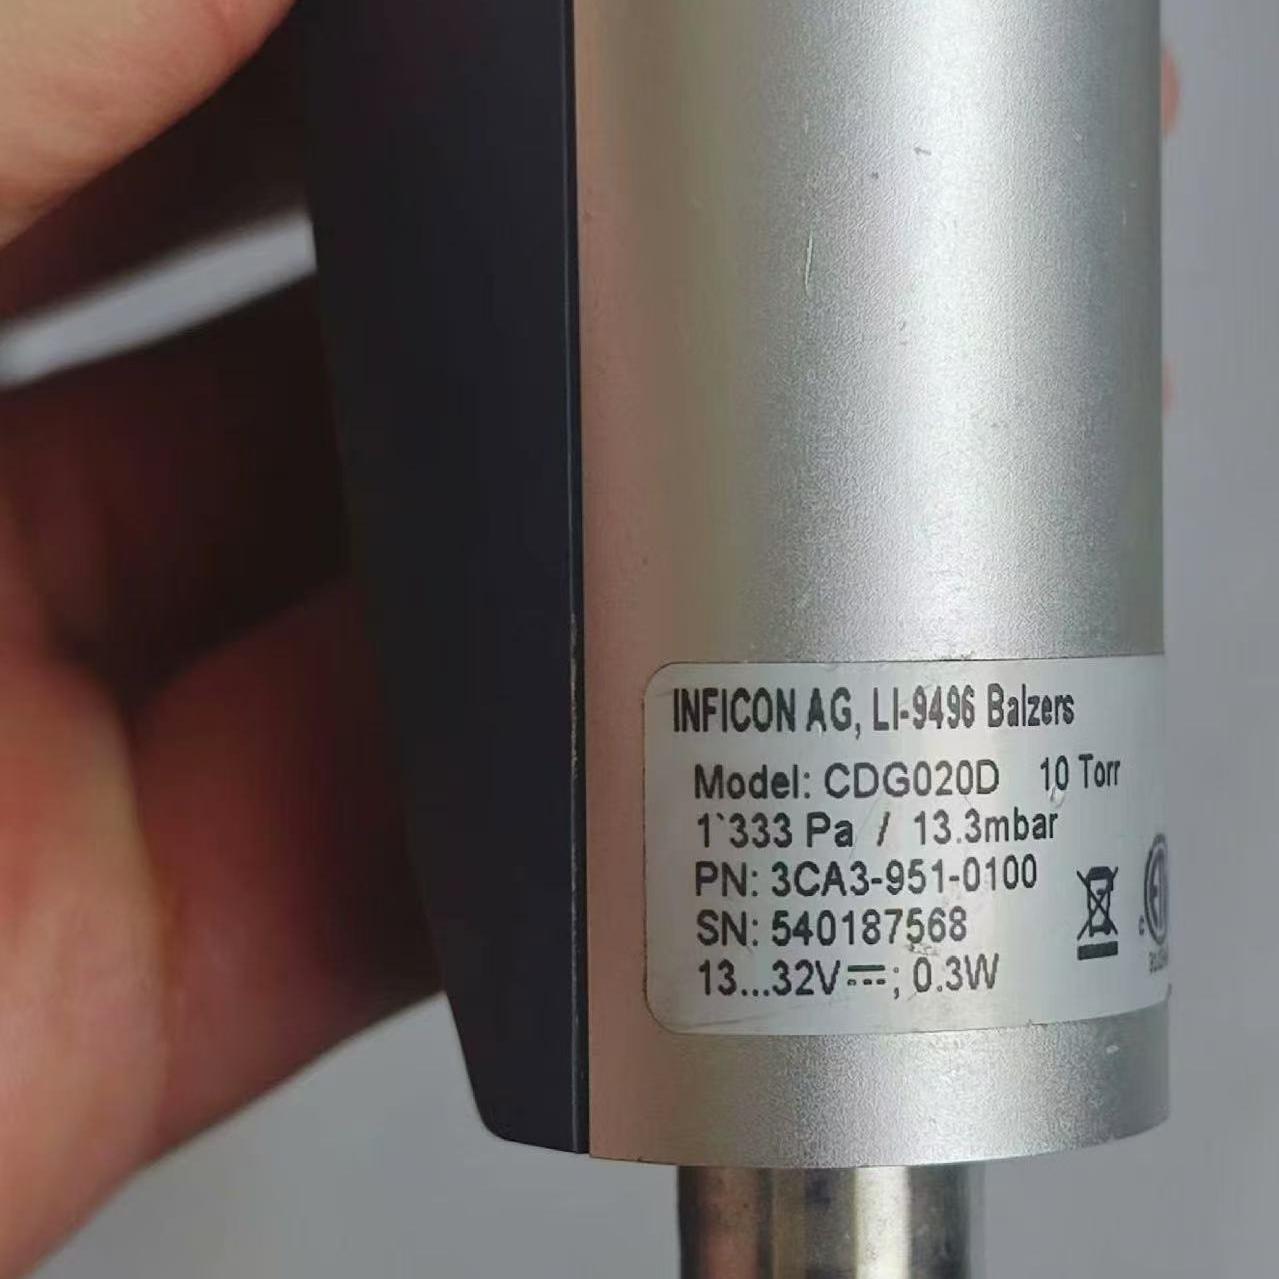 INFICON AG, LI-9496 Balzers
Model: CDG020D 10 Torr
1`333 Pa / 13.3mbar
PN: 3CA3-951-0100
SN: 540187568
13...32V⎓; 0.3W
c